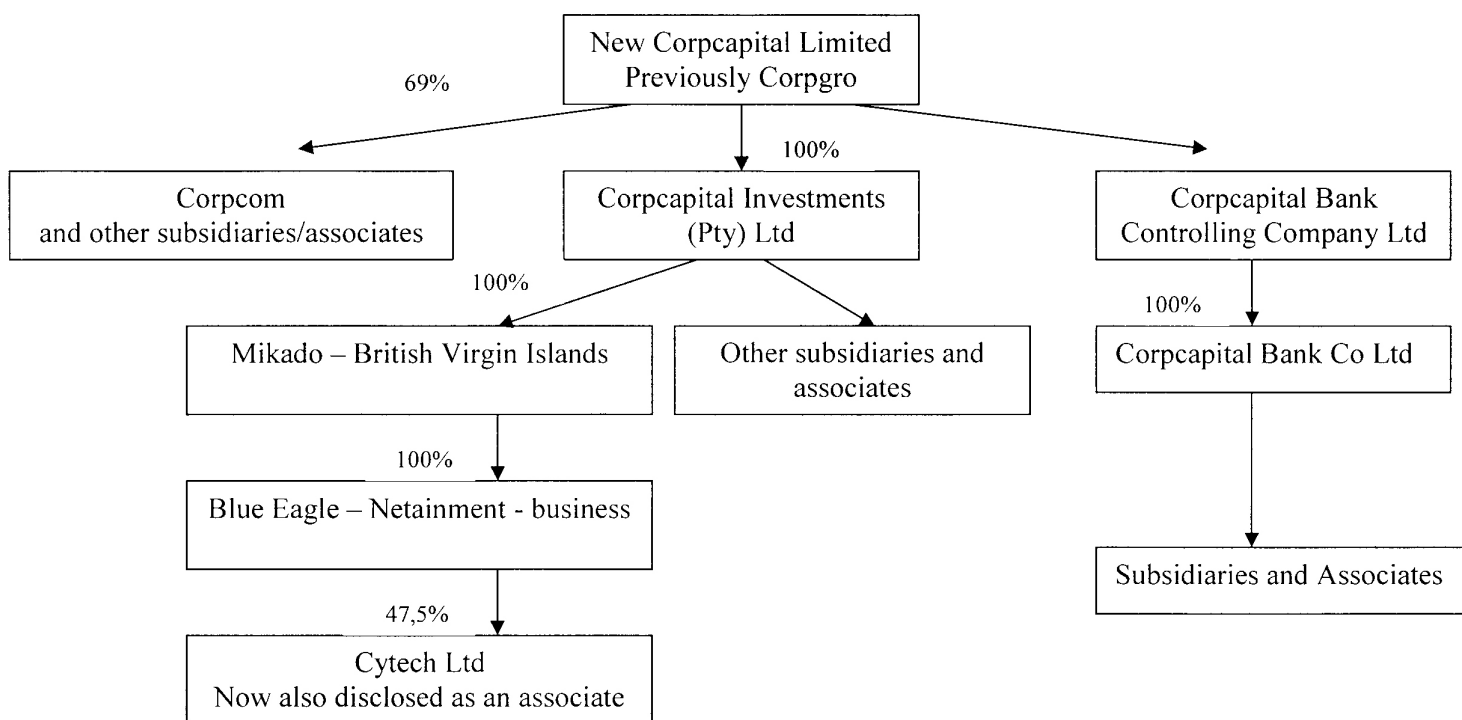 New Corpcapital Limited
Previously Corpgro
69%
100%
Corpcom
and other subsidiaries/associates
Corpcapital Investments
(Pty) Ltd
Corpcapital Bank
Controlling Company Ltd
100%
100%
Mikado – British Virgin Islands
Other subsidiaries and
associates
Corpcapital Bank Co Ltd
100%
Blue Eagle – Netainment - business
Subsidiaries and Associates
47,5%
Cytech Ltd
Now also disclosed as an associate